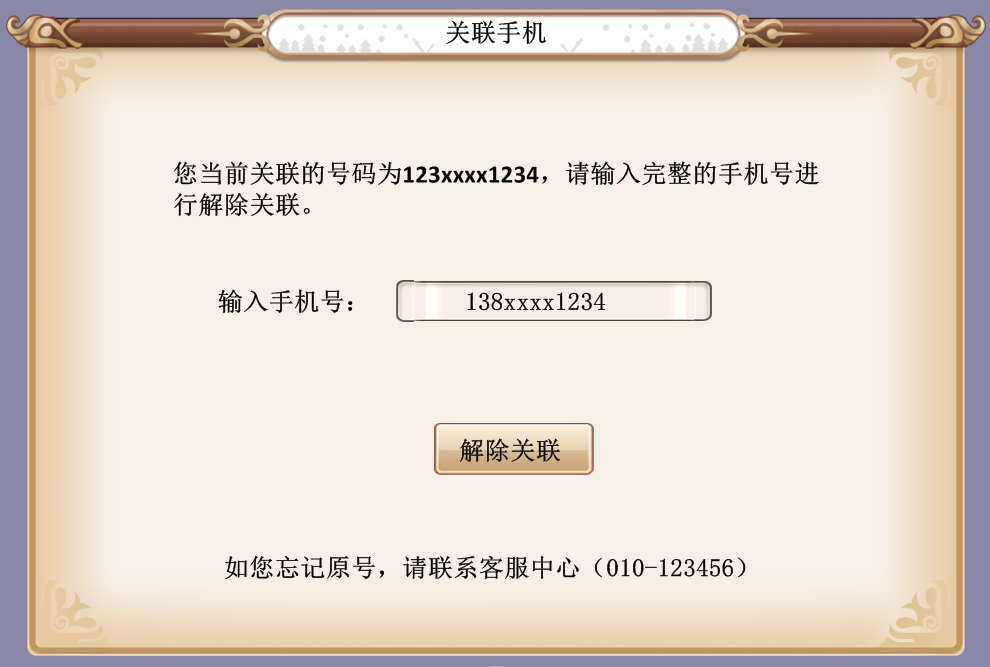 关联手机
您当前关联的号码为123xxxx1234，请输入完整的手机号进
行解除关联。
输入手机号： 138xxxx1234
解除关联
如您忘记原号，请联系客服中心（010-123456）